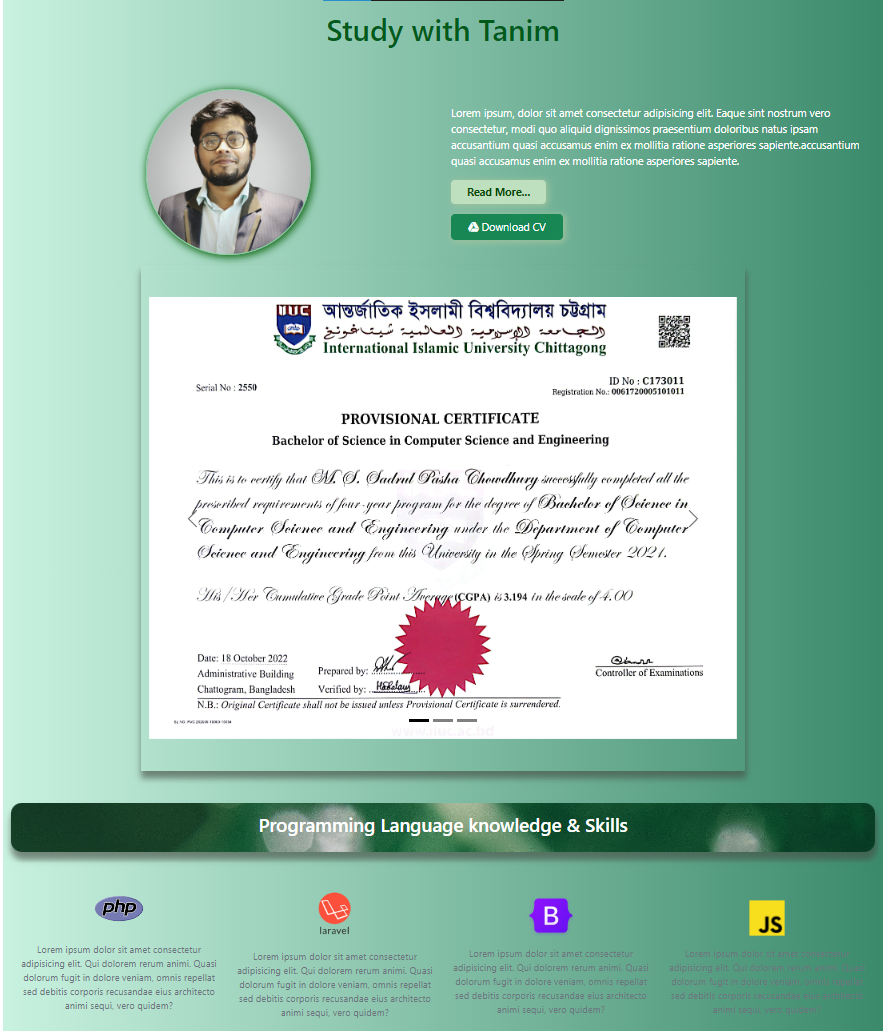 Study with Tanim
Lorem ipsum, dolor sit amet consectetur adipisicing elit. Eaque sint nostrum vero
consectetur, modi quo aliquid dignissimos praesentium doloribus natus ipsam
accusantium quasi accusamus enim ex mollitia ratione asperiores sapiente.accusantium
quasi accusamus enim ex mollitia ratione asperiores sapiente.
Read More...
Download CV
আন্তর্জাতিক ইসলামী বিশ্ববিদ্যালয় চট্টগ্রাম
الجامعة الإسلامية العالمية شيتاغونغ
International Islamic University Chittagong
Serial No : 2550
ID No : C173011
Registration No.: 0061720005101011
PROVISIONAL CERTIFICATE
Bachelor of Science in Computer Science and Engineering
This is to certify that M. S. Sadrul Pasha Chowdhury successfully completed all the
prescribed requirements of four-year program for the degree of Bachelor of Science in
Computer Science and Engineering under the Department of Computer
Science and Engineering from this University in the Spring Semester 2021.
His/Her Cumulative Grade Point Average (CGPA) is 3.194 in the scale of 4.00
Date: 18 October 2022
Administrative Building
Chattogram, Bangladesh
Prepared by:
Verified by:
Controller of Examinations
N.B.: Original Certificate shall not be issued unless Provisional Certificate is surrendered.
Programming Language knowledge & Skills
php
laravel
B
JS
Lorem ipsum dolor sit amet consectetur
adipisicing elit. Qui dolorem rerum animi. Quasi
dolorum fugit in dolore veniam, omnis repellat
sed debitis corporis recusandae eius architecto
animi sequi, vero quidem?
Lorem ipsum dolor sit amet consectetur
adipisicing elit. Qui dolorem rerum animi. Quasi
dolorum fugit in dolore veniam, omnis repellat
sed debitis corporis recusandae eius architecto
animi sequi, vero quidem?
Lorem ipsum dolor sit amet consectetur
adipisicing elit. Qui dolorem rerum animi. Quasi
dolorum fugit in dolore veniam, omnis repellat
sed debitis corporis recusandae eius architecto
animi sequi, vero quidem?
Lorem ipsum dolor sit amet consectetur
adipisicing elit. Qui dolorem rerum animi. Quasi
dolorum fugit in dolore veniam, omnis repellat
sed debitis corporis recusandae eius architecto
animi sequi, vero quidem?